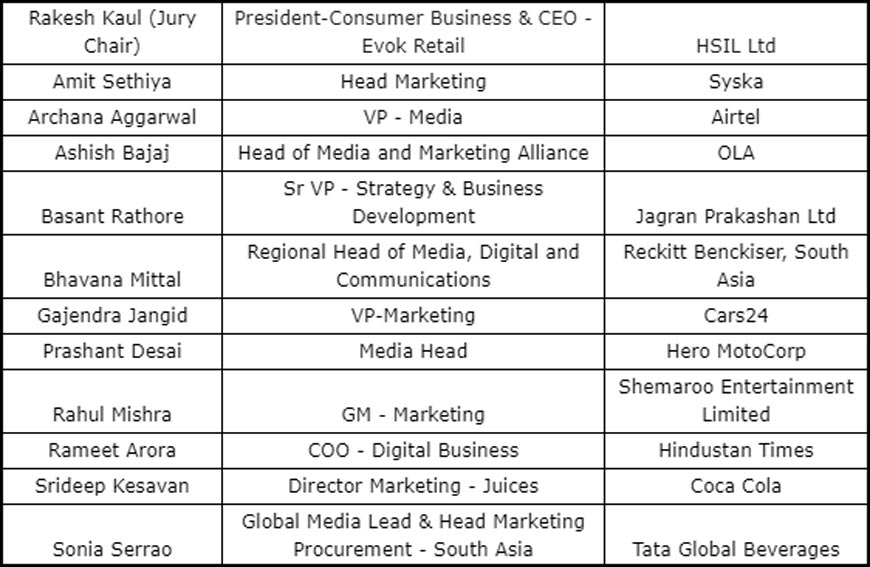 Rakesh Kaul (Jury Chair) President-Consumer Business & CEO - Evok Retail HSIL Ltd
Amit Sethiya Head Marketing Syska
Archana Aggarwal VP - Media Airtel
Ashish Bajaj Head of Media and Marketing Alliance OLA
Basant Rathore Sr VP - Strategy & Business Development Jagran Prakashan Ltd
Bhavana Mittal Regional Head of Media, Digital and Communications Reckitt Benckiser, South Asia
Gajendra Jangid VP-Marketing Cars24
Prashant Desai Media Head Hero MotoCorp
Rahul Mishra GM - Marketing Shemaroo Entertainment Limited
Rameet Arora COO - Digital Business Hindustan Times
Srideep Kesavan Director Marketing - Juices Coca Cola
Sonia Serrao Global Media Lead & Head Marketing Procurement - South Asia Tata Global Beverages